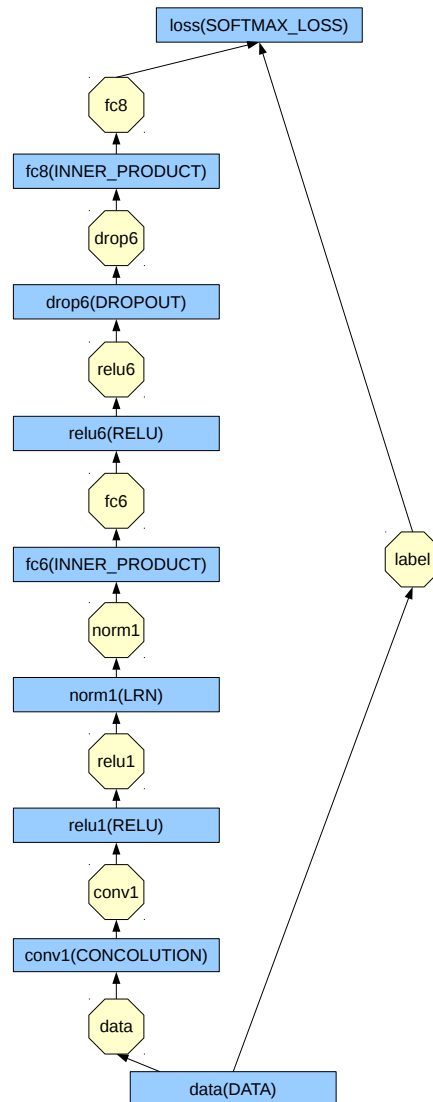 loss(SOFTMAX_LOSS)
fc8
fc8(INNER_PRODUCT)
drop6
drop6(DROPOUT)
relu6
relu6(RELU)
fc6
fc6(INNER_PRODUCT)
label
norm1
norm1(LRN)
relu1
relu1(RELU)
conv1
conv1(CONCOLUTION)
data
data(DATA)